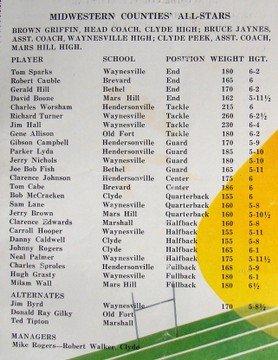 MIDWESTERN COUNTIES' ALL-STARS
BROWN GRIFFIN, HEAD COACH, CLYDE HIGH; BRUCE JAYNES,
ASST. COACH, WAYNESVILLE HIGH; CLYDE PEEK, ASST. COACH,
MARS HILL HIGH.
PLAYER SCHOOL POSITION WEIGHT HGT.
Tom Sparks Waynesville End 180 6-2
Robert Cauble Brevard End 165 6
Gerald Hill Bethel End 170 6-2
David Boone Mars Hill End 162 5-11½
Charles Worsham Hendersonville Tackle 215 6
Richard Turner Waynesville Tackle 260 6-2½
Jim Hall Waynesville Tackle 230 6-4
Gene Allison Old Fort Tackle 180 6-2
Gibson Campbell Hendersonville Guard 170 5-9
Parker Lyda Hendersonville Guard 185 5-10
Jerry Nichols Waynesville Guard 180 5-10
Joe Bob Fish Bethel Guard 165 5-11
Clarence Johnson Hendersonville Center 175 6
Tom Cabe Brevard Center 186 6
Bob McCracken Clyde Quarterback 155 6
Sam Lane Waynesville Quarterback 160 5-8
Jerry Brown Mars Hill Quarterback 160 5-10½
Clarence Edwards Marshall Quarterback 160 5-8
Carroll Hooper Waynesville Halfback 155 5-11
Danny Caldwell Clyde Halfback 155 5-8
Johnny Rogers Clyde Halfback 165 6-1
Neal Palmer Waynesville Halfback 175 5-11½
Charles Sproles Hendersonville Fullback 168 5-9
Hugh Grasty Waynesville Fullback 180 6-1
Milam Wall Mars Hill Fullback 180 6½
ALTERNATES
Jim Byrd Waynesville 170 5-8½
Donald Ray Gilky Old Fort
Ted Tipton Marshall
MANAGERS
Mike Rogers—Robert Walker Clyde